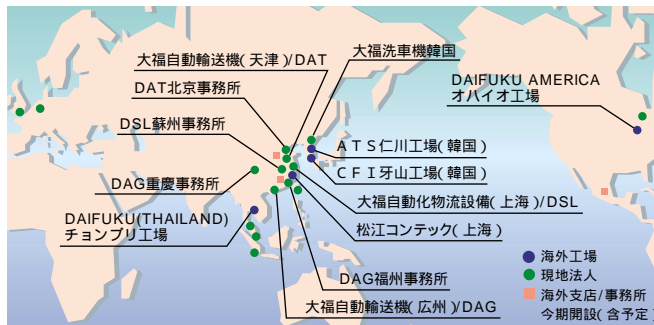 大福自動輸送機(天津)/DAT
大福洗車機韓国
DAT北京事務所
DAIFUKU AMERICA
オハイオ工場
DSL蘇州事務所
ATS仁川工場(韓国)
CFI牙山工場(韓国)
DAG重慶事務所
大福自動化物流設備(上海)/DSL
DAIFUKU(THAILAND)
チョンブリ工場
松江コンテック(上海)
DAG福州事務所
大福自動輸送機(広州)/DAG
海外工場
現地法人
海外支店/事務所
今期開設(含予定)